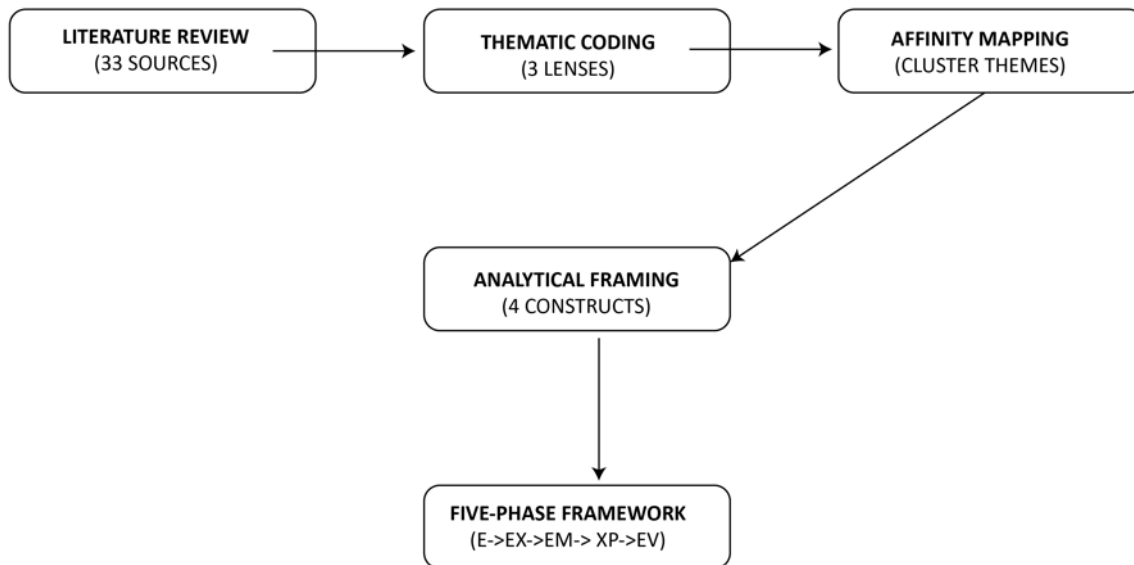 LITERATURE REVIEW
(33 SOURCES)
THEMATIC CODING
(3 LENSES)
AFFINITY MAPPING
(CLUSTER THEMES)
ANALYTICAL FRAMING
(4 CONSTRUCTS)
FIVE-PHASE FRAMEWORK
(E->EX->EM-> XP->EV)